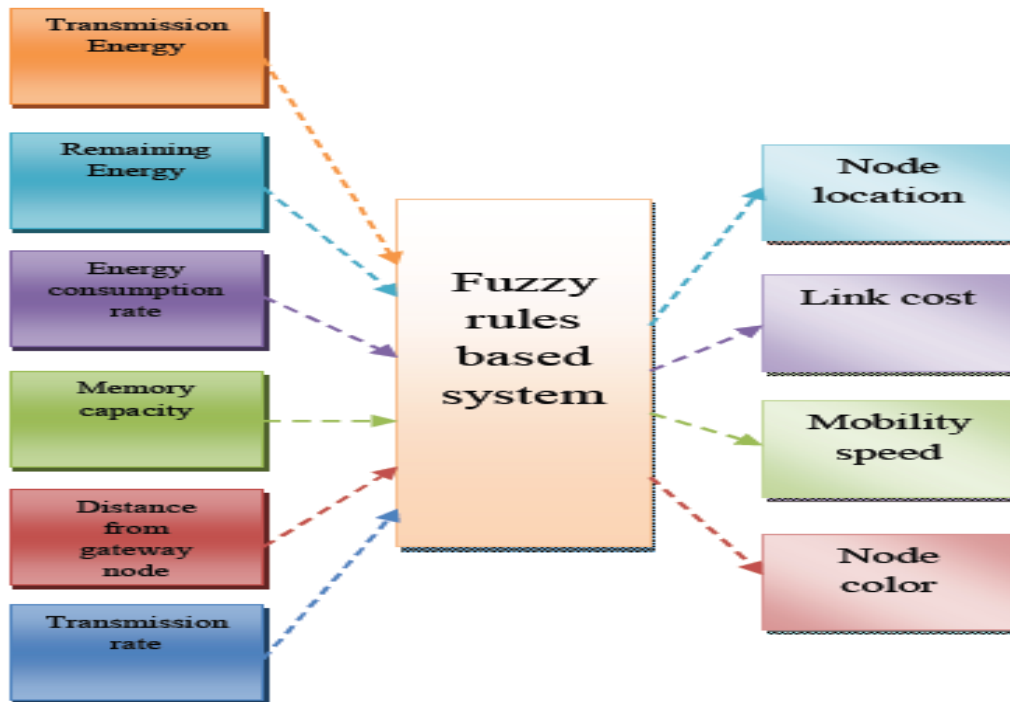 Transmission
Energy
Remaining
Energy
Energy
consumption
rate
Memory
capacity
Distance
from
gateway
node
Transmission
rate
Fuzzy
rules
based
system
Node
location
Link cost
Mobility
speed
Node
color